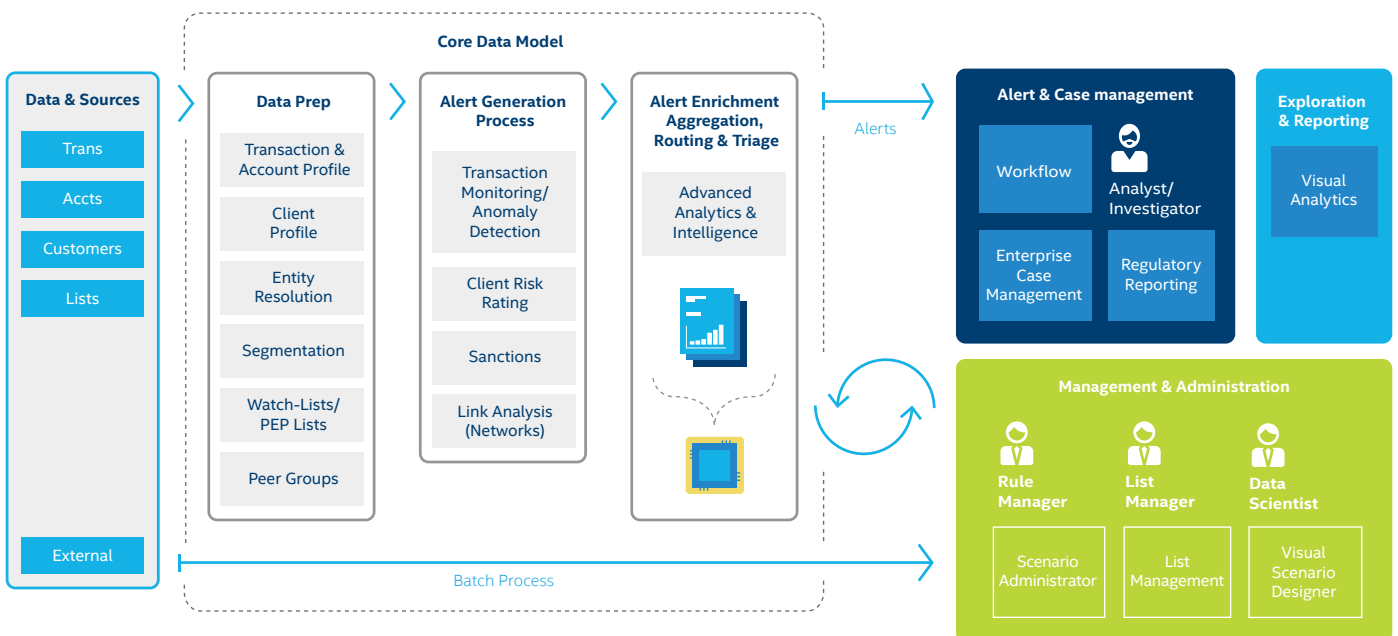 Core Data Model
Data & Sources
Trans
Accts
Customers
Lists
External
Data Prep
Transaction &
Account Profile
Client
Profile
Entity
Resolution
Segmentation
Watch-Lists/
PEP Lists
Peer Groups
Alert Generation
Process
Transaction
Monitoring/
Anomaly
Detection
Client Risk
Rating
Sanctions
Link Analysis
(Networks)
Alert Enrichment
Aggregation,
Routing & Triage
Advanced
Analytics &
Intelligence
Alerts
Batch Process
Alert & Case management
Workflow
Analyst/
Investigator
Enterprise
Case
Management
Regulatory
Reporting
Exploration
& Reporting
Visual
Analytics
Management & Administration
Rule
Manager
List
Manager
Data
Scientist
Scenario
Administrator
List
Management
Visual
Scenario
Designer